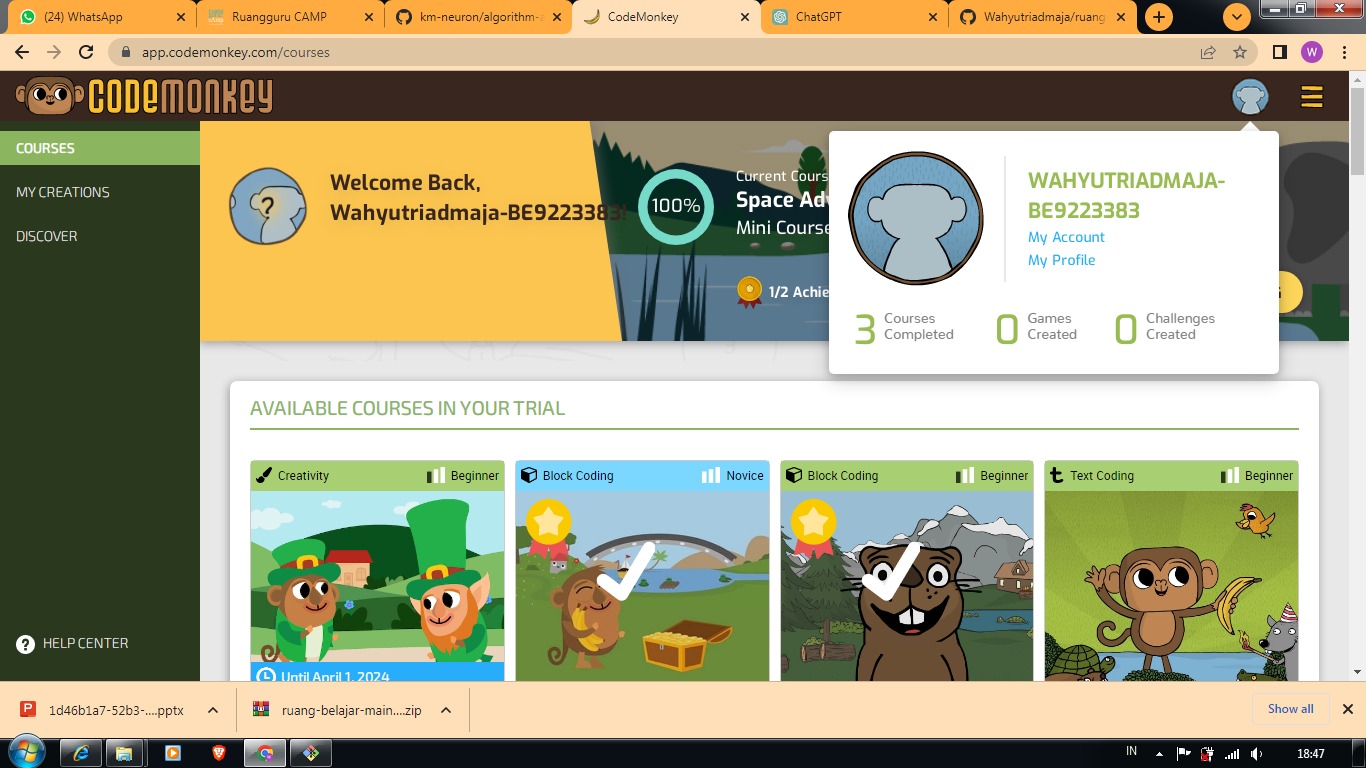 (24) WhatsApp
Ruangguru CAMP
km-neuron/algorithm-
CodeMonkey
ChatGPT
Wahyutriadmaja/ruang
app.codemonkey.com/courses
W
CODEMONKEY
COURSES
MY CREATIONS
DISCOVER
HELP CENTER
Welcome Back,
Wahyutriadmaja-BE9223383!
?
100%
Current Cours
Space Adv
Mini Course
1/2 Achie
WAHYUTRIADMAJA-
BE9223383
My Account
My Profile
3 Courses Completed
0 Games Created
0 Challenges Created
AVAILABLE COURSES IN YOUR TRIAL
Creativity Beginner
Block Coding Novice
Block Coding Beginner
Text Coding Beginner
Until April 1, 2024
1d46b1a7-52b3-....pptx
ruang-belajar-main....zip
Show all
IN
18:47